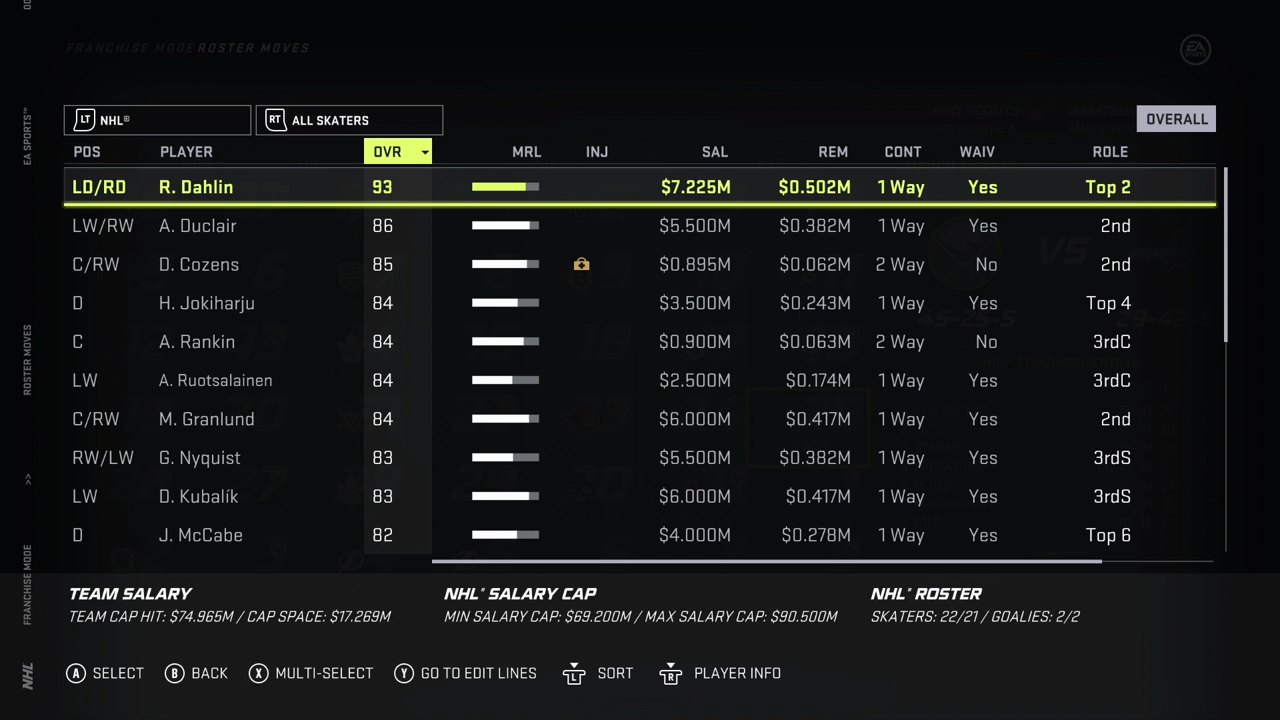 FRANCHISE MODE ROSTER MOVES
EA SPORTS
LT NHL® RT ALL SKATERS OVERALL
POS PLAYER OVR MRL INJ SAL REM CONT WAIV ROLE
LD/RD R. Dahlin 93 $7.225M $0.502M 1 Way Yes Top 2
LW/RW A. Duclair 86 $5.500M $0.382M 1 Way Yes 2nd
C/RW D. Cozens 85 $0.895M $0.062M 2 Way No 2nd
D H. Jokiharju 84 $3.500M $0.243M 1 Way Yes Top 4
C A. Rankin 84 $0.900M $0.063M 2 Way No 3rdC
LW A. Ruotsalainen 84 $2.500M $0.174M 1 Way Yes 3rdC
C/RW M. Granlund 84 $6.000M $0.417M 1 Way Yes 2nd
RW/LW G. Nyquist 83 $5.500M $0.382M 1 Way Yes 3rdS
LW D. Kubalík 83 $6.000M $0.417M 1 Way Yes 3rdS
D J. McCabe 82 $4.000M $0.278M 1 Way Yes Top 6
TEAM SALARY
TEAM CAP HIT: $74.965M / CAP SPACE: $17.269M
NHL® SALARY CAP
MIN SALARY CAP: $69.200M / MAX SALARY CAP: $90.500M
NHL® ROSTER
SKATERS: 22/21 / GOALIES: 2/2
A SELECT B BACK X MULTI-SELECT Y GO TO EDIT LINES L SORT R PLAYER INFO
NHL FRANCHISE MODE >> ROSTER MOVES EA SPORTS™